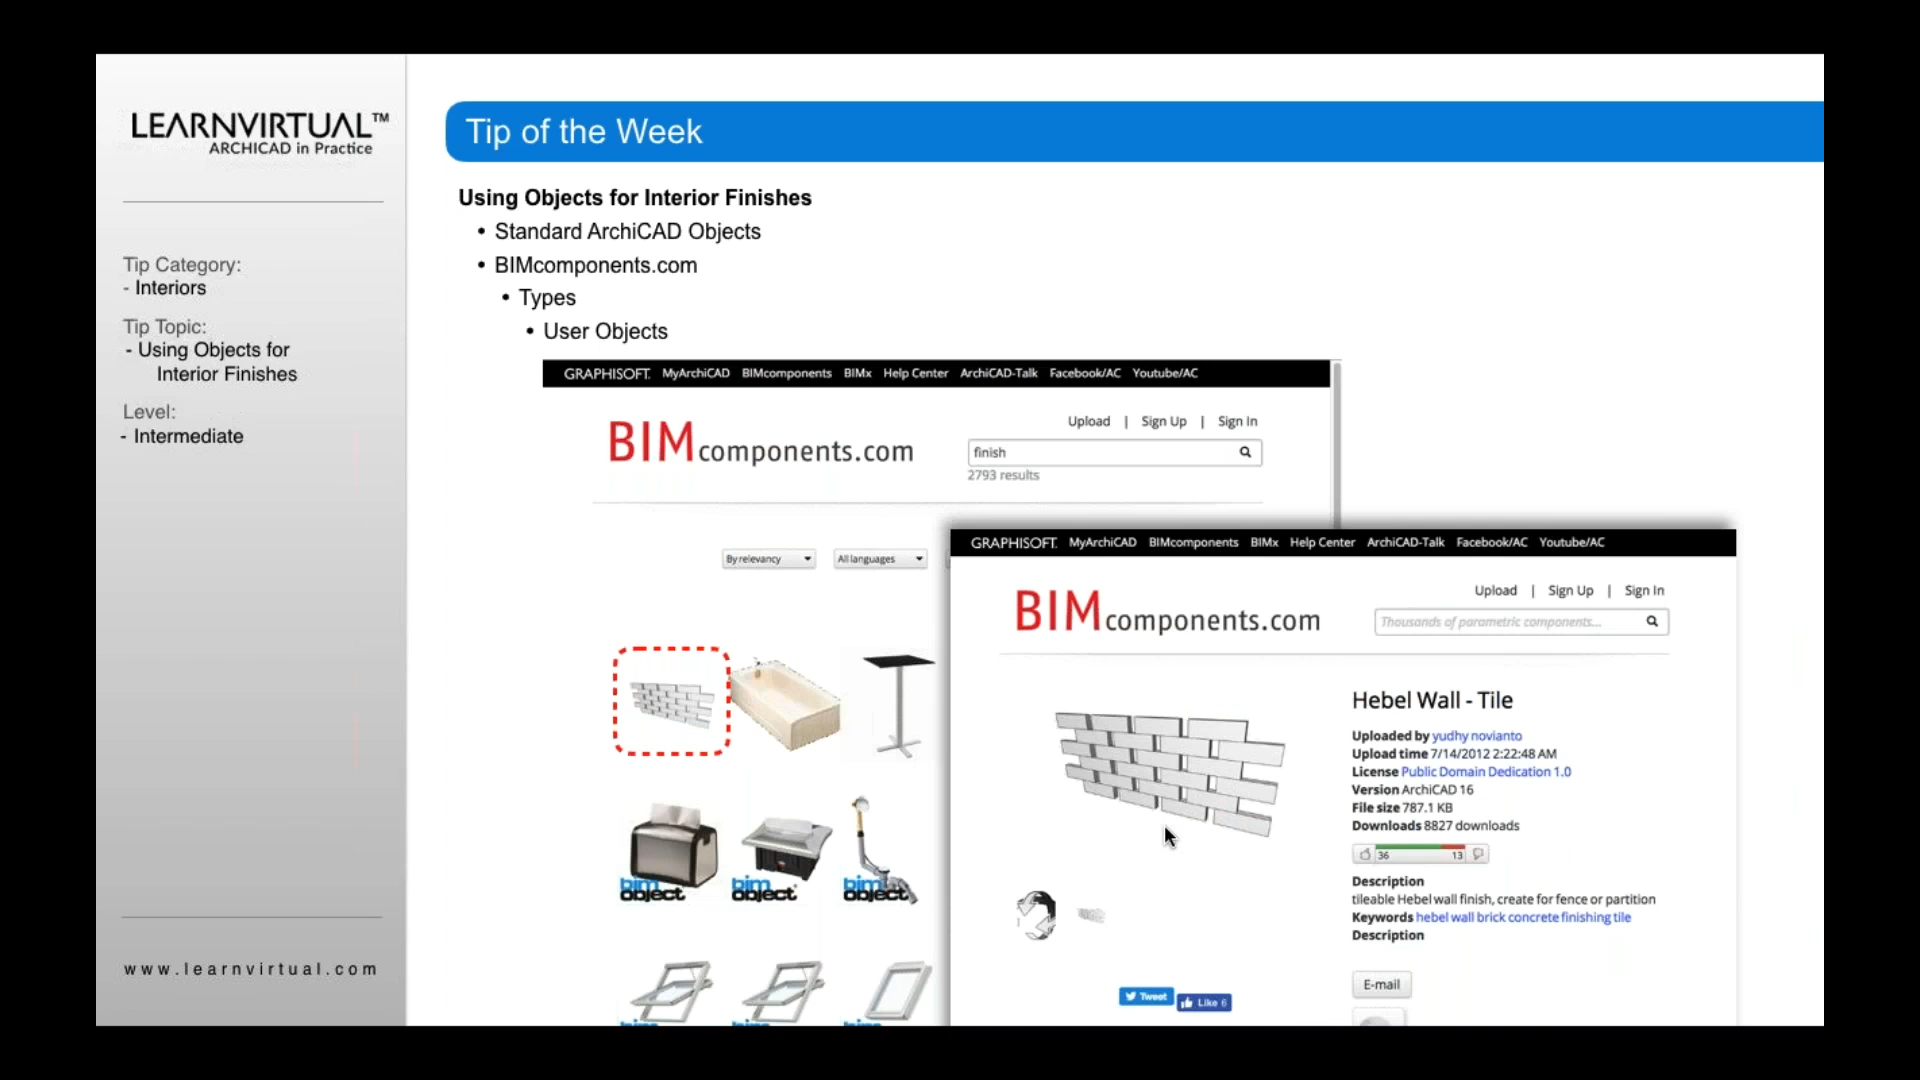 LEARNVIRTUAL™
ARCHICAD in Practice
Tip Category:
- Interiors
Tip Topic:
- Using Objects for
Interior Finishes
Level:
- Intermediate
www.learnvirtual.com
Tip of the Week
Using Objects for Interior Finishes
• Standard ArchiCAD Objects
• BIMcomponents.com
• Types
• User Objects
GRAPHISOFT. MyArchiCAD BIMcomponents BIMx Help Center ArchiCAD-Talk Facebook/AC Youtube/AC
Upload | Sign Up | Sign In
BIMcomponents.com
finish
2793 results
By relevancy All languages
bim object bim object bim object
GRAPHISOFT. MyArchiCAD BIMcomponents BIMx Help Center ArchiCAD-Talk Facebook/AC Youtube/AC
Upload | Sign Up | Sign In
BIMcomponents.com
Thousands of parametric components...
Hebel Wall - Tile
Uploaded by yudhy novianto
Upload time 7/14/2012 2:22:48 AM
License Public Domain Dedication 1.0
Version ArchiCAD 16
File size 787.1 KB
Downloads 8827 downloads
36 13
Description
tileable Hebel wall finish, create for fence or partition
Keywords hebel wall brick concrete finishing tile
Description
E-mail
Tweet Like 6